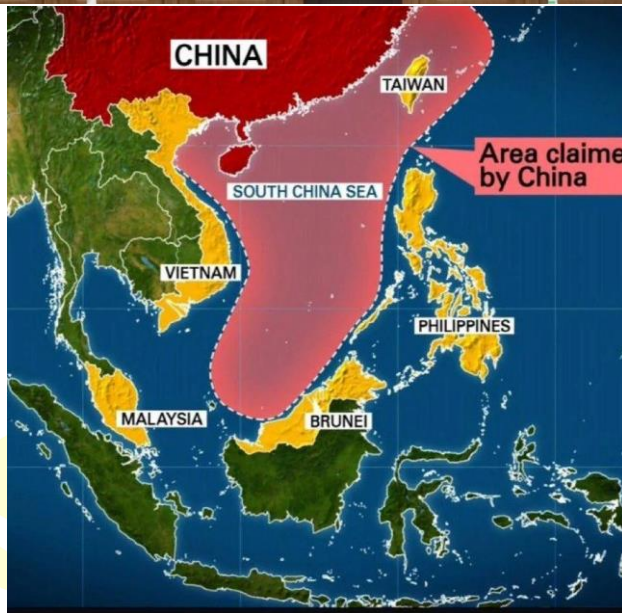 CHINA
TAIWAN
Area claime
by China
SOUTH CHINA SEA
VIETNAM
PHILIPPINES
MALAYSIA
BRUNEI